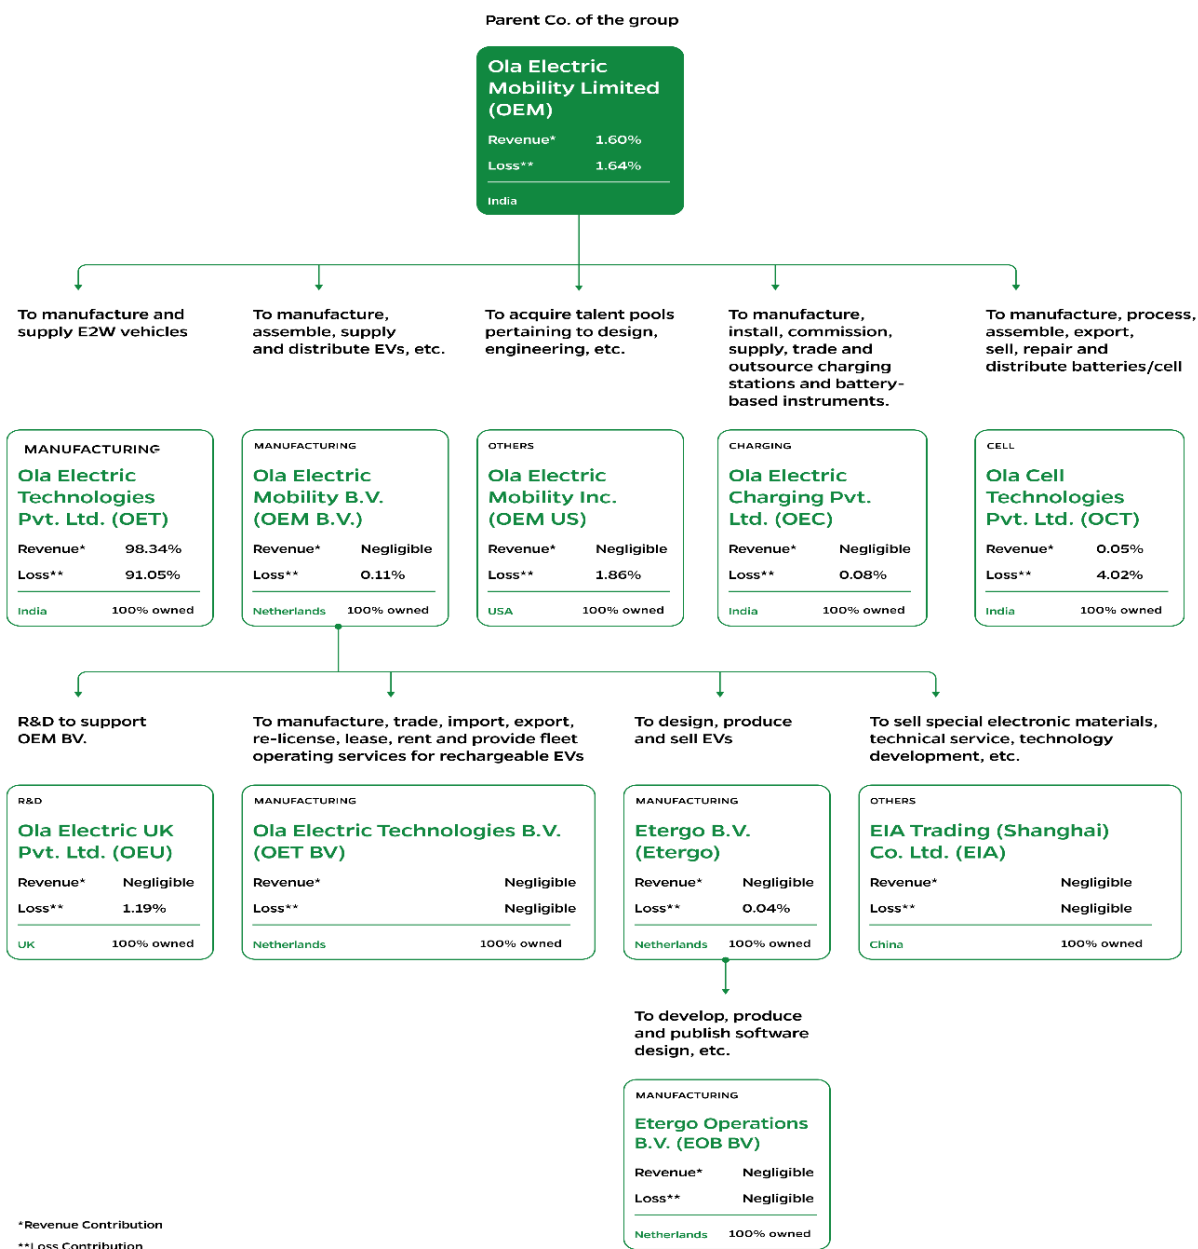 Parent Co. of the group
Ola Electric
Mobility Limited
(OEM)
Revenue* 1.60%
Loss** 1.64%
India
To manufacture and
supply E2W vehicles
To manufacture,
assemble, supply
and distribute EVs, etc.
To acquire talent pools
pertaining to design,
engineering, etc.
To manufacture,
install, commission,
supply, trade and
outsource charging
stations and battery-
based instruments.
To manufacture, process,
assemble, export,
sell, repair and
distribute batteries/cell
MANUFACTURING
Ola Electric
Technologies
Pvt. Ltd. (OET)
Revenue* 98.34%
Loss** 91.05%
India 100% owned
MANUFACTURING
Ola Electric
Mobility B.V.
(OEM B.V.)
Revenue* Negligible
Loss** 0.11%
Netherlands 100% owned
OTHERS
Ola Electric
Mobility Inc.
(OEM US)
Revenue* Negligible
Loss** 1.86%
USA 100% owned
CHARGING
Ola Electric
Charging Pvt.
Ltd. (OEC)
Revenue* Negligible
Loss** 0.08%
India 100% owned
CELL
Ola Cell
Technologies
Pvt. Ltd. (OCT)
Revenue* 0.05%
Loss** 4.02%
India 100% owned
R&D to support
OEM BV.
To manufacture, trade, import, export,
re-license, lease, rent and provide fleet
operating services for rechargeable EVs
To design, produce
and sell EVs
To sell special electronic materials,
technical service, technology
development, etc.
R&D
Ola Electric UK
Pvt. Ltd. (OEU)
Revenue* Negligible
Loss** 1.19%
UK 100% owned
MANUFACTURING
Ola Electric Technologies B.V.
(OET BV)
Revenue* Negligible
Loss** Negligible
Netherlands 100% owned
MANUFACTURING
Etergo B.V.
(Etergo)
Revenue* Negligible
Loss** 0.04%
Netherlands 100% owned
OTHERS
EIA Trading (Shanghai)
Co. Ltd. (EIA)
Revenue* Negligible
Loss** Negligible
China 100% owned
To develop, produce
and publish software
design, etc.
MANUFACTURING
Etergo Operations
B.V. (EOB BV)
Revenue* Negligible
Loss** Negligible
Netherlands 100% owned
*Revenue Contribution
**Loss Contribution